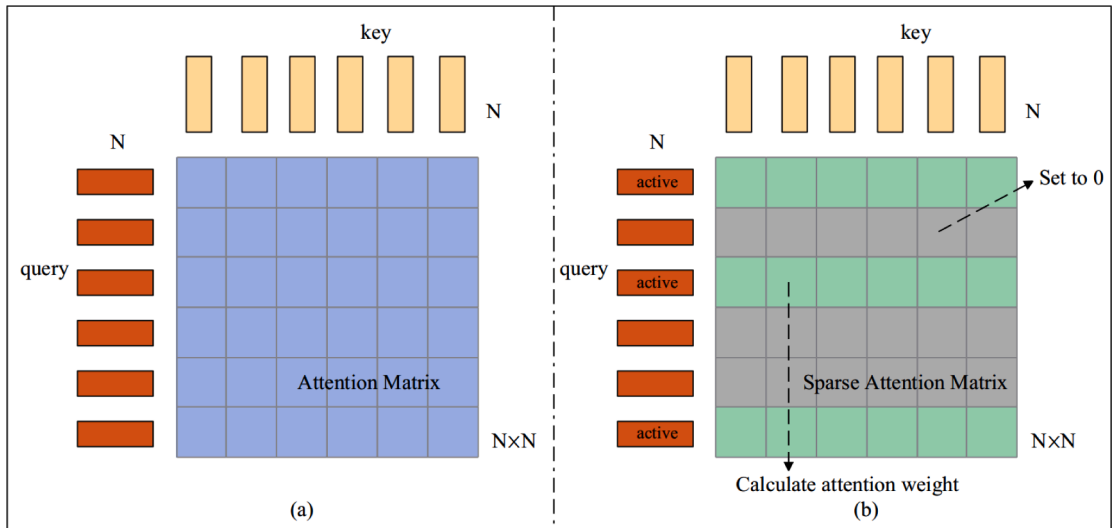 key
N
N
query
Attention Matrix
N×N
(a)
key
N
N
active
Set to 0
query
active
Sparse Attention Matrix
active
N×N
Calculate attention weight
(b)